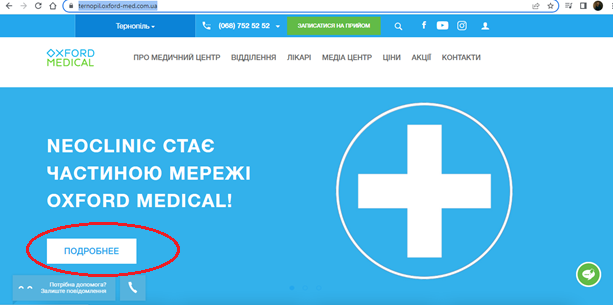 ternopil.oxford-med.com.ua
Тернопіль
(068) 752 52 52
ЗАПИСАТИСЯ НА ПРИЙОМ
OXFORD
MEDICAL
ПРО МЕДИЧНИЙ ЦЕНТР ВІДДІЛЕННЯ ЛІКАРІ МЕДІА ЦЕНТР ЦІНИ АКЦІЇ КОНТАКТИ
NEOCLINIC СТАЄ
ЧАСТИНОЮ МЕРЕЖІ
OXFORD MEDICAL!
ПОДРОБНЕЕ
Потрібна допомога?
Залиште повідомлення